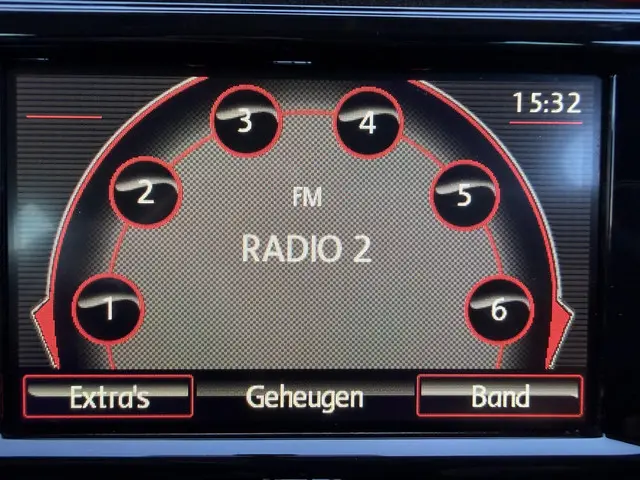 15:32
3
4
2
5
FM
RADIO 2
1
6
Extra's
Geheugen
Band